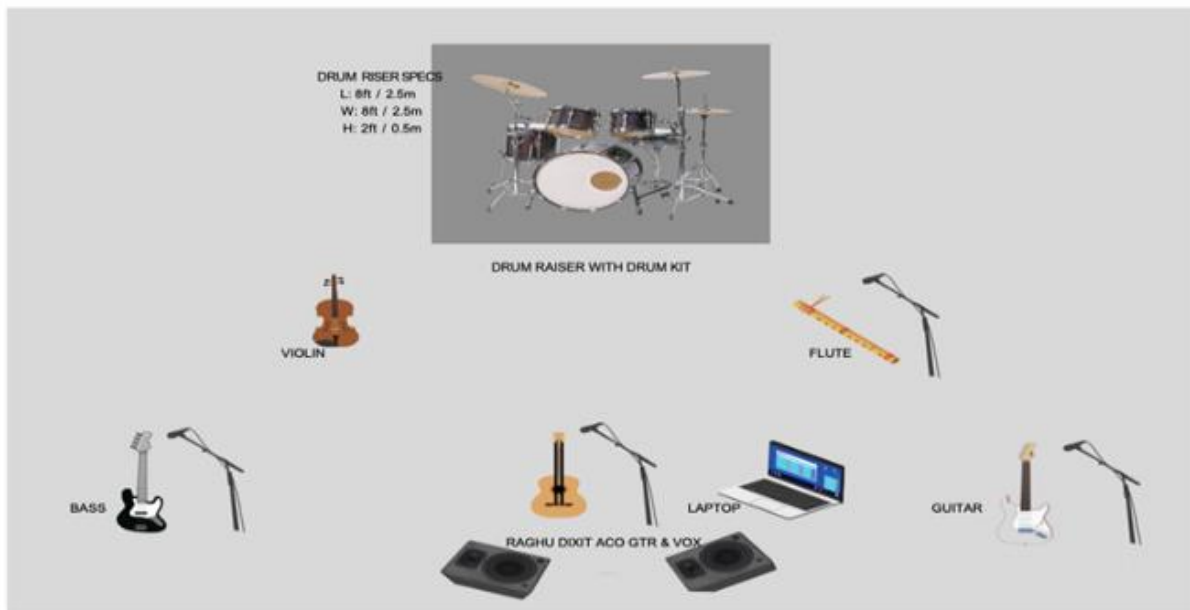 DRUM RISER SPECS
L: 8ft / 2.5m
W: 8ft / 2.5m
H: 2ft / 0.5m
DRUM RAISER WITH DRUM KIT
VIOLIN
FLUTE
BASS
LAPTOP
GUITAR
RAGHU DIXIT ACO GTR & VOX